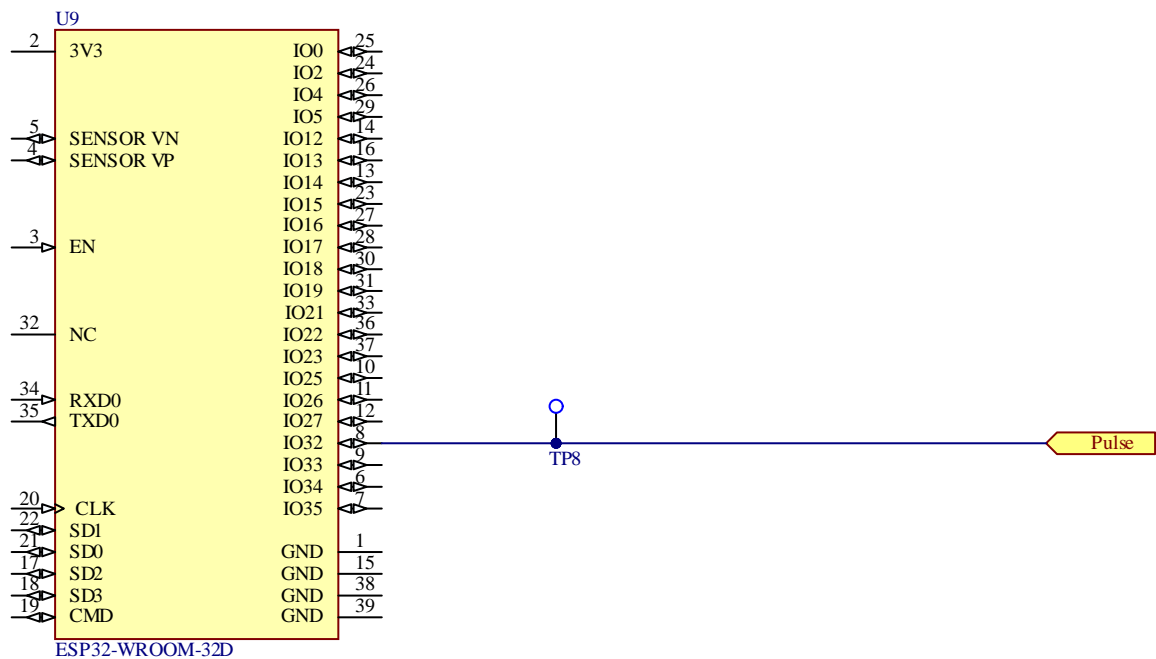 U9
2 3V3 IO0 25
IO2 24
IO4 26
IO5 29
5 SENSOR VN IO12 14
4 SENSOR VP IO13 16
IO14 13
IO15 23
IO16 27
3 EN IO17 28
IO18 30
IO19 31
IO21 33
32 NC IO22 36
IO23 37
IO25 10
34 RXD0 IO26 11
35 TXD0 IO27 12
IO32 8 Pulse
TP8
IO33 9
IO34 6
20 CLK IO35 7
22 SD1
21 SD0 GND 1
17 SD2 GND 15
18 SD3 GND 38
19 CMD GND 39
ESP32-WROOM-32D